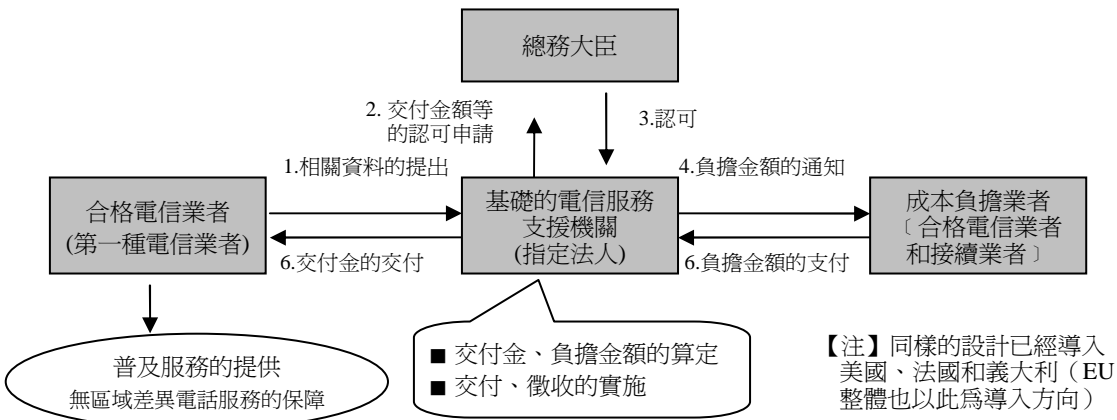 總務大臣
2. 交付金額等
的認可申請
3.認可
1.相關資料的提出
4.負擔金額的通知
合格電信業者
(第一種電信業者)
基礎的電信服務
支援機關
(指定法人)
成本負擔業者
﹝合格電信業者
和接續業者﹞
6.交付金的交付
6.負擔金額的支付
普及服務的提供
無區域差異電話服務的保障
■ 交付金、負擔金額的算定
■ 交付、徵收的實施
【注】同樣的設計已經導入
美國、法國和義大利（EU
整體也以此爲導入方向）